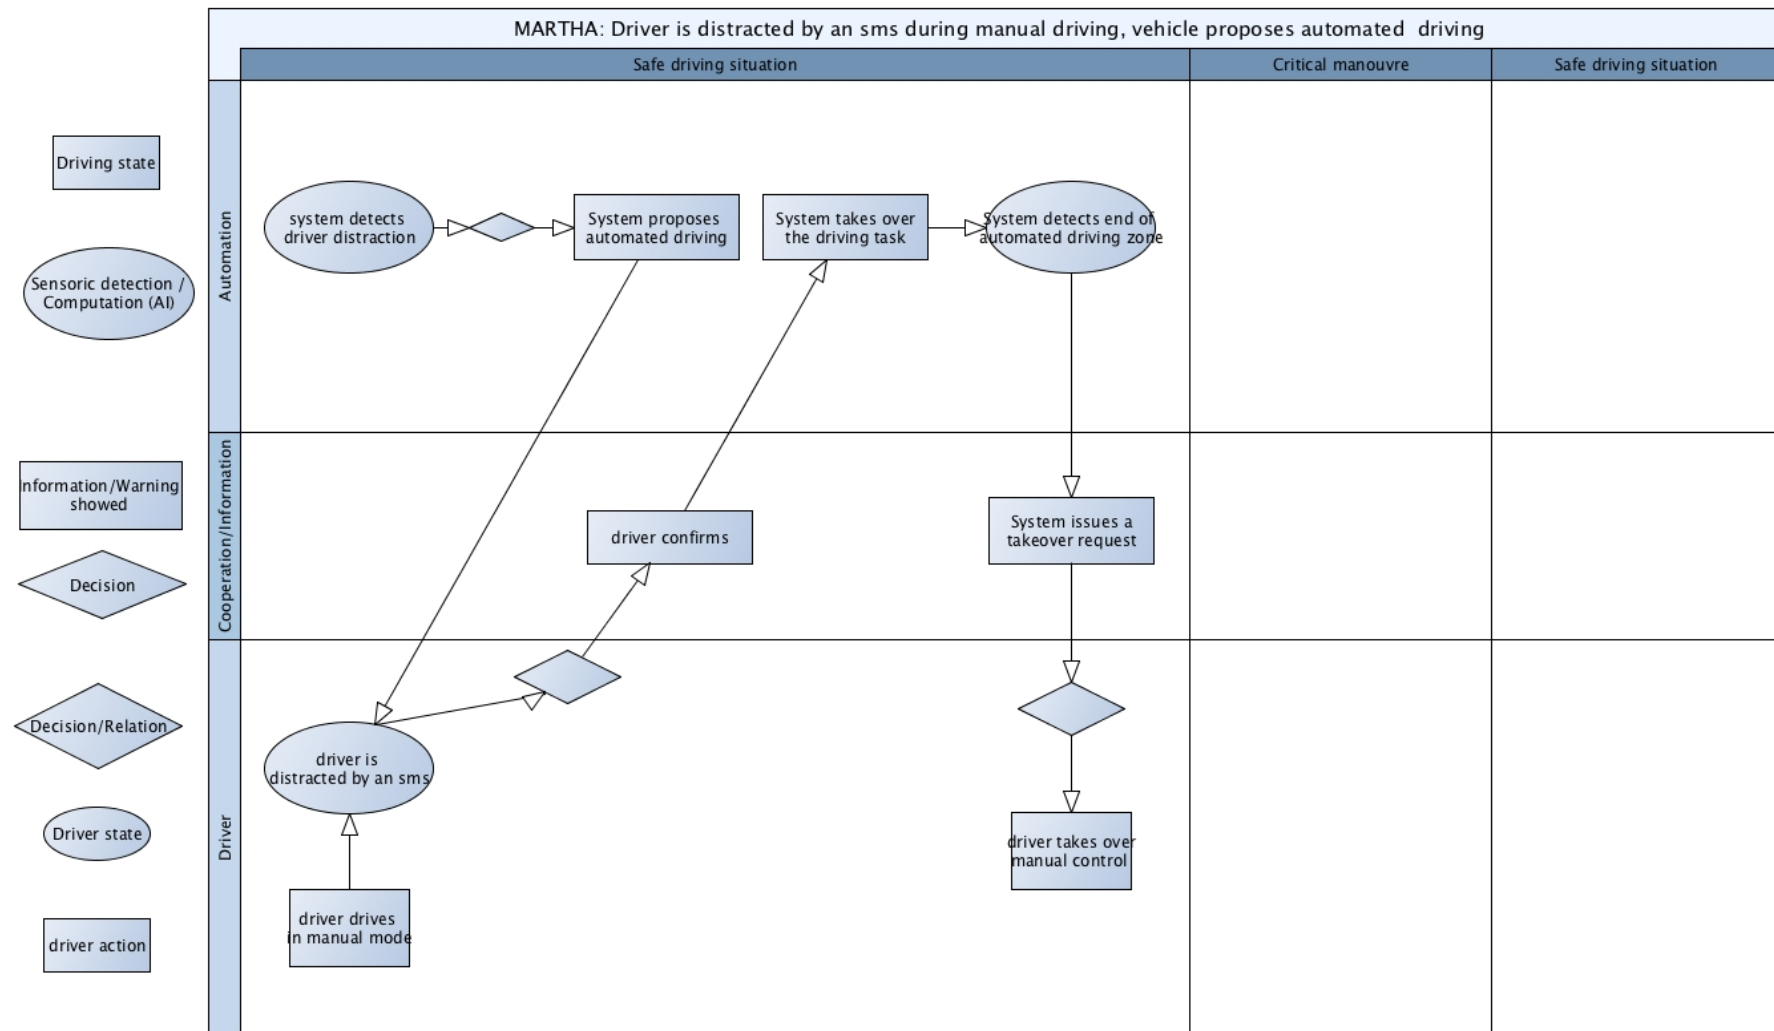 MARTHA: Driver is distracted by an sms during manual driving, vehicle proposes automated  driving
Safe driving situation
Critical manouvre
Safe driving situation
Driving state
Sensoric detection /
Computation (AI)
Information/Warning
showed
Decision
Decision/Relation
Driver state
driver action
Automation
system detects
driver distraction
System proposes
automated driving
System takes over
the driving task
System detects end of
automated driving zone
Cooperation/Information
driver confirms
System issues a
takeover request
Driver
driver is
distracted by an sms
driver takes over
manual control
driver drives
in manual mode